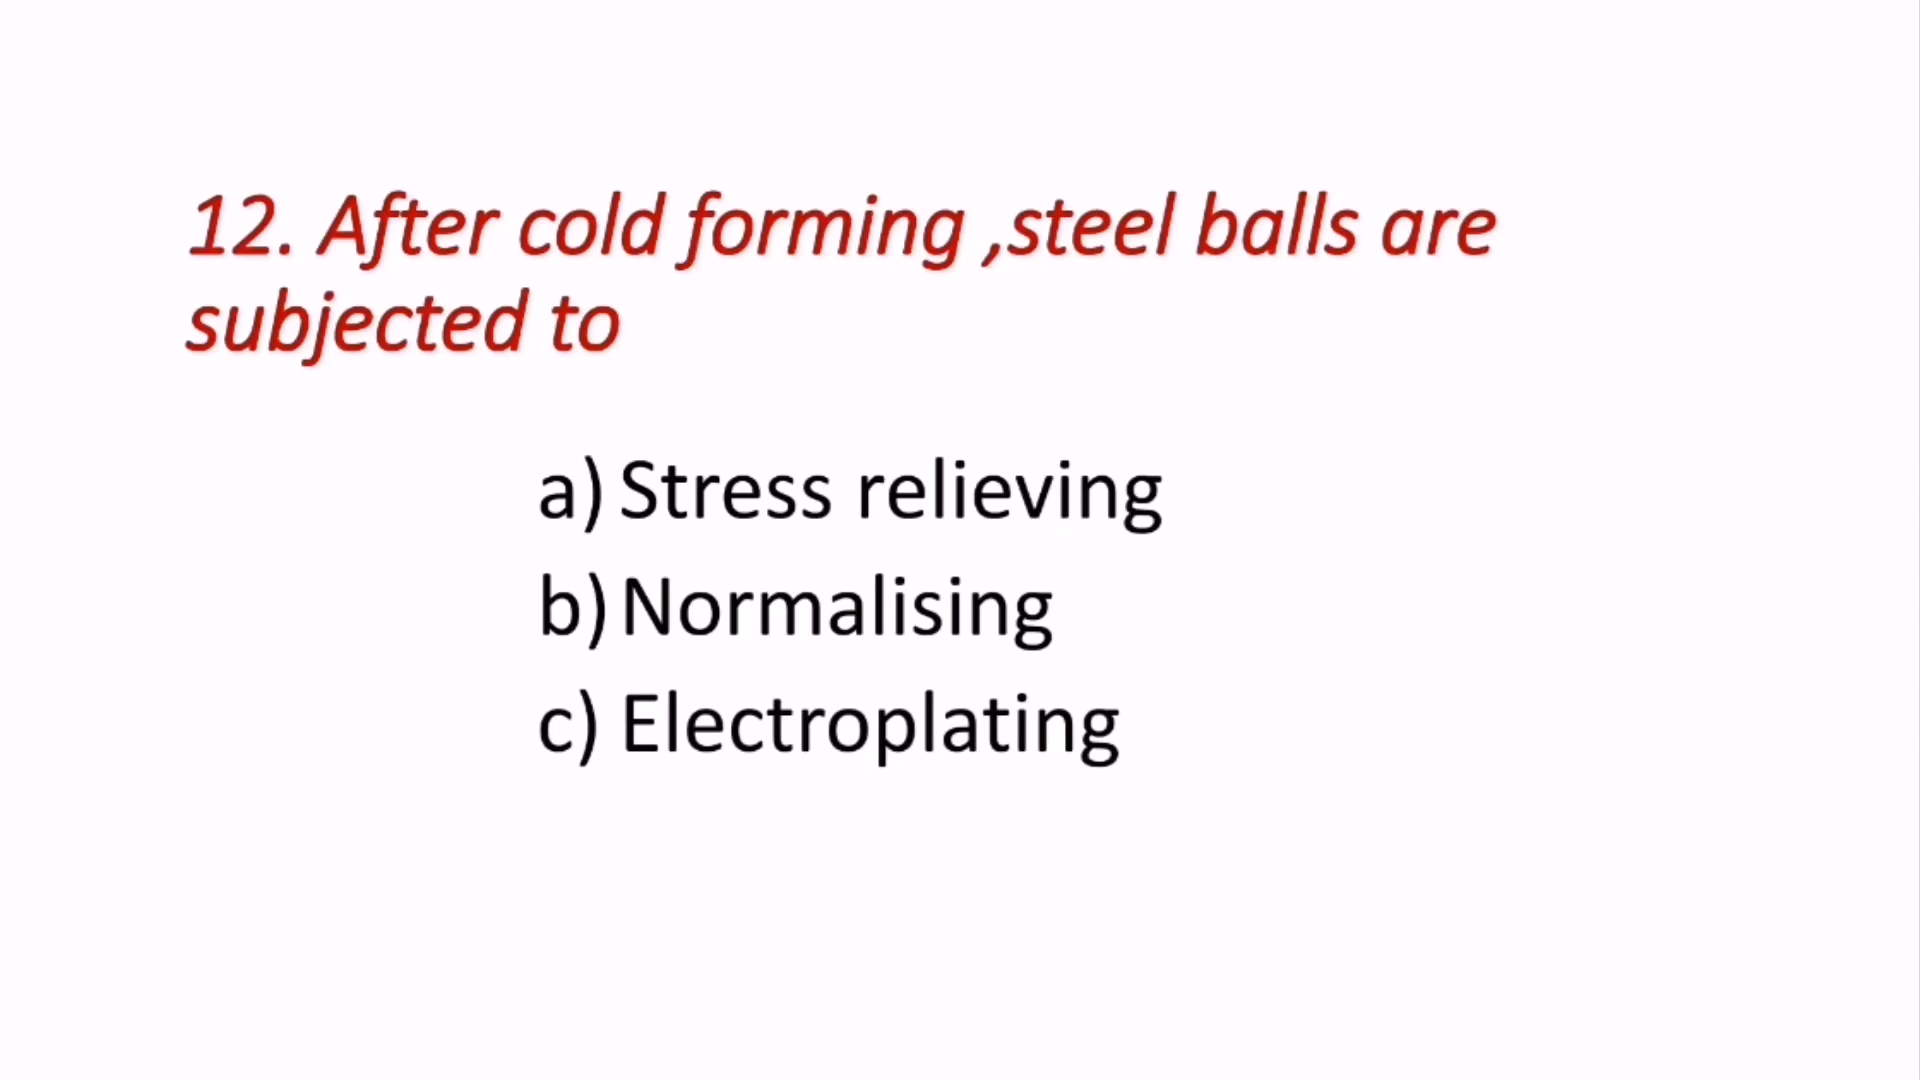 12. After cold forming ,steel balls are
subjected to
a) Stress relieving
b) Normalising
c) Electroplating